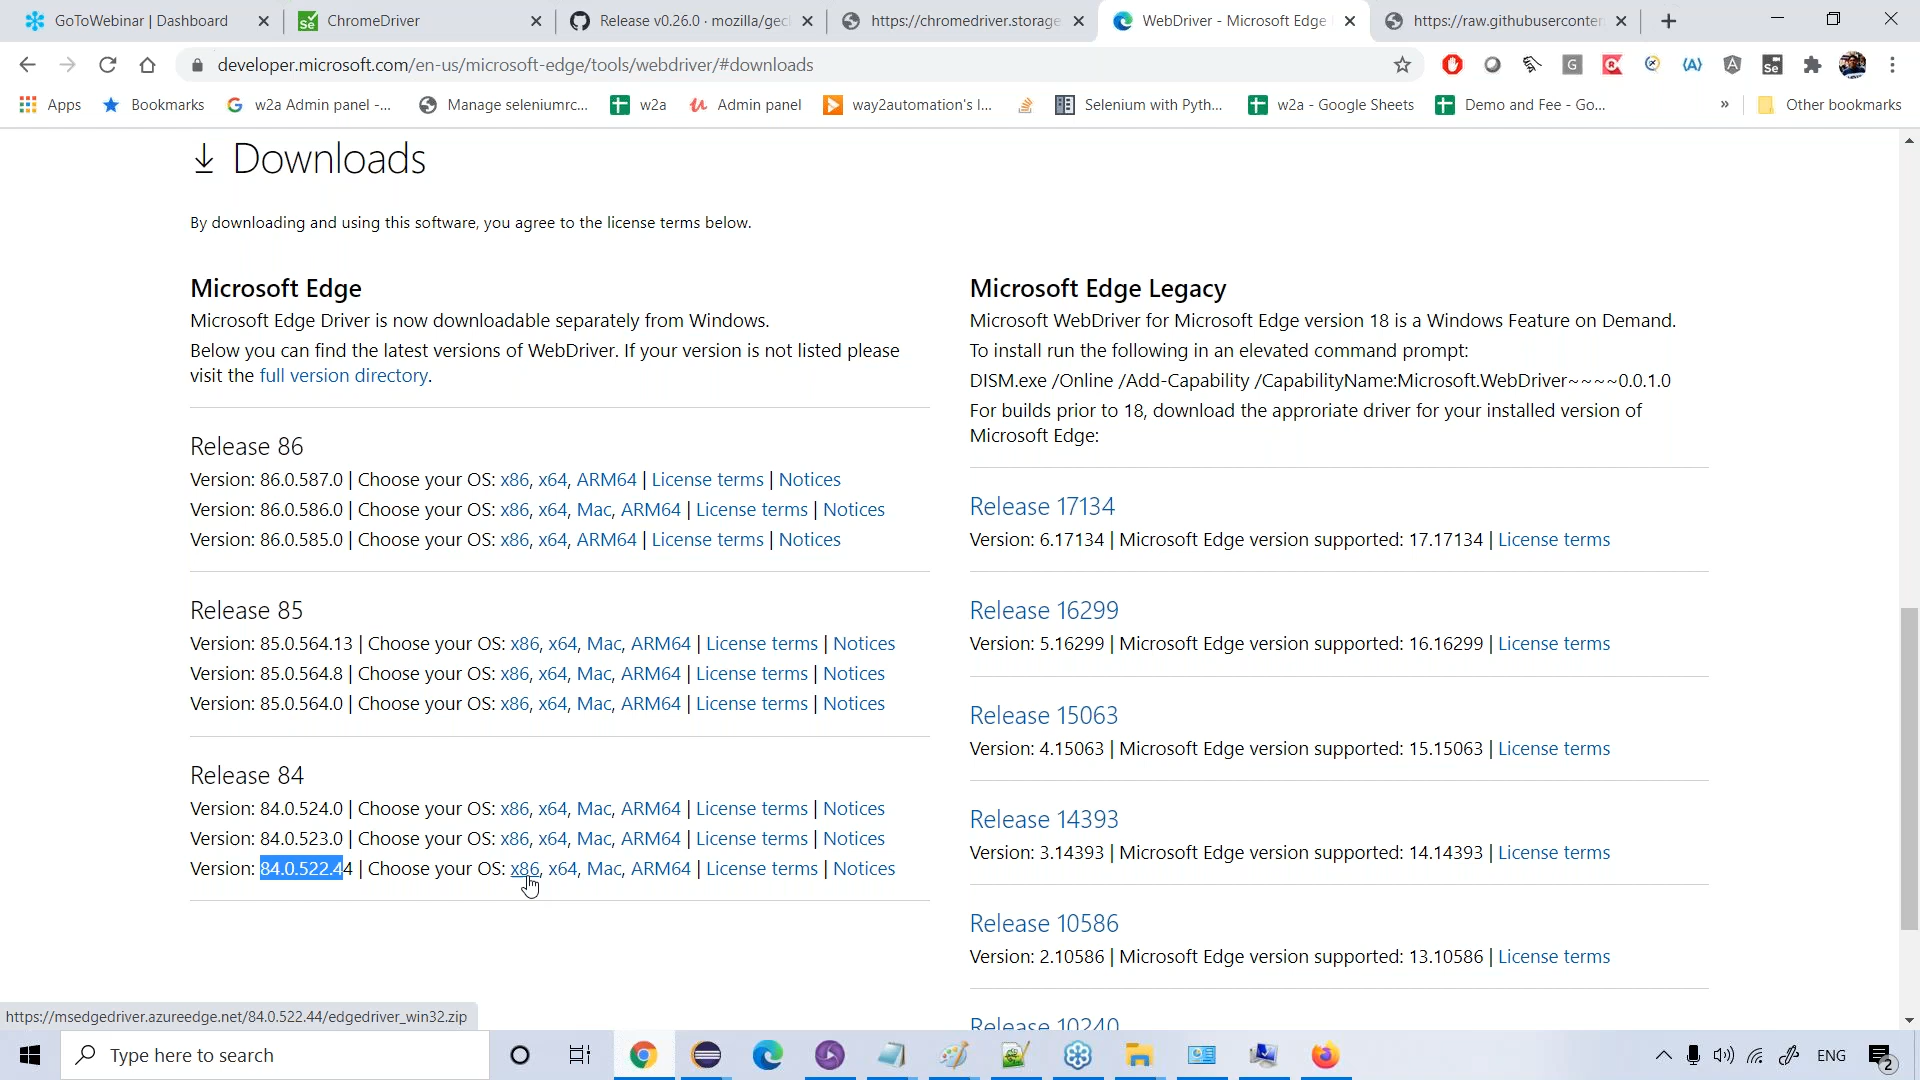 GoToWebinar | Dashboard
ChromeDriver
Release v0.26.0 · mozilla/gec
https://chromedriver.storage
WebDriver - Microsoft Edge
https://raw.githubuserconten
developer.microsoft.com/en-us/microsoft-edge/tools/webdriver/#downloads
Apps
Bookmarks
w2a Admin panel -...
Manage seleniumrc...
w2a
Admin panel
way2automation's l...
Selenium with Pyth...
w2a - Google Sheets
Demo and Fee - Go...
»
Other bookmarks
Downloads
By downloading and using this software, you agree to the license terms below.
Microsoft Edge
Microsoft Edge Driver is now downloadable separately from Windows.
Below you can find the latest versions of WebDriver. If your version is not listed please
visit the full version directory.
Release 86
Version: 86.0.587.0 | Choose your OS: x86, x64, ARM64 | License terms | Notices
Version: 86.0.586.0 | Choose your OS: x86, x64, Mac, ARM64 | License terms | Notices
Version: 86.0.585.0 | Choose your OS: x86, x64, ARM64 | License terms | Notices
Release 85
Version: 85.0.564.13 | Choose your OS: x86, x64, Mac, ARM64 | License terms | Notices
Version: 85.0.564.8 | Choose your OS: x86, x64, Mac, ARM64 | License terms | Notices
Version: 85.0.564.0 | Choose your OS: x86, x64, Mac, ARM64 | License terms | Notices
Release 84
Version: 84.0.524.0 | Choose your OS: x86, x64, Mac, ARM64 | License terms | Notices
Version: 84.0.523.0 | Choose your OS: x86, x64, Mac, ARM64 | License terms | Notices
Version: 84.0.522.44 | Choose your OS: x86, x64, Mac, ARM64 | License terms | Notices
Microsoft Edge Legacy
Microsoft WebDriver for Microsoft Edge version 18 is a Windows Feature on Demand.
To install run the following in an elevated command prompt:
DISM.exe /Online /Add-Capability /CapabilityName:Microsoft.WebDriver~~~~0.0.1.0
For builds prior to 18, download the approriate driver for your installed version of
Microsoft Edge:
Release 17134
Version: 6.17134 | Microsoft Edge version supported: 17.17134 | License terms
Release 16299
Version: 5.16299 | Microsoft Edge version supported: 16.16299 | License terms
Release 15063
Version: 4.15063 | Microsoft Edge version supported: 15.15063 | License terms
Release 14393
Version: 3.14393 | Microsoft Edge version supported: 14.14393 | License terms
Release 10586
Version: 2.10586 | Microsoft Edge version supported: 13.10586 | License terms
Release 10240
https://msedgedriver.azureedge.net/84.0.522.44/edgedriver_win32.zip
Type here to search
ENG
2